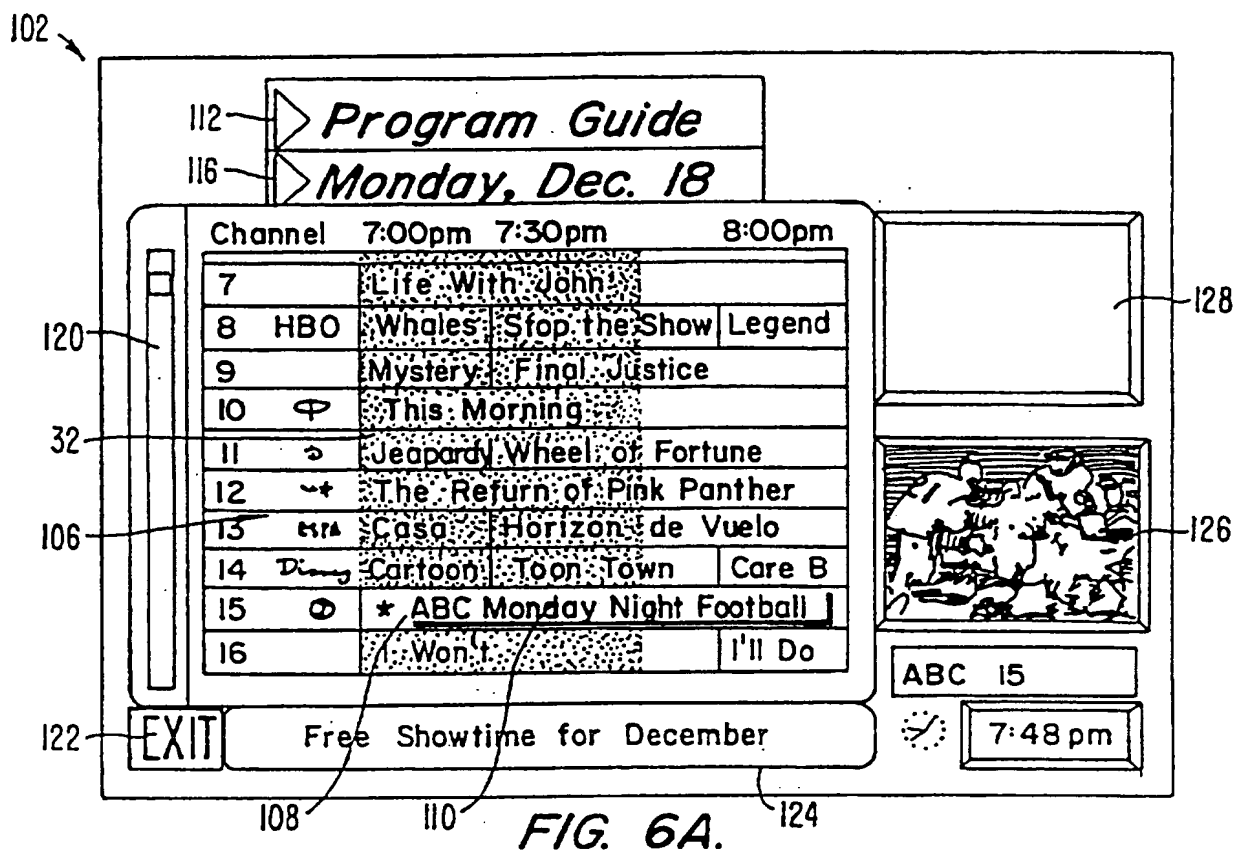 102
112 Program Guide
116 Monday, Dec. 18
Channel 7:00pm 7:30pm 8:00pm
7 Life With John
8 HBO Whales Stop the Show Legend
9 Mystery Final Justice
10 This Morning
11 Jeapardy Wheel of Fortune
12 The Return of Pink Panther
13 Casa Horizon de Vuelo
14 Disney Cartoon Toon Town Care B
15 * ABC Monday Night Football
16 I Won't I'll Do
120
32
106
128
126
ABC 15
122 EXIT Free Showtime for December 7:48 pm
108 110 124
FIG. 6A.